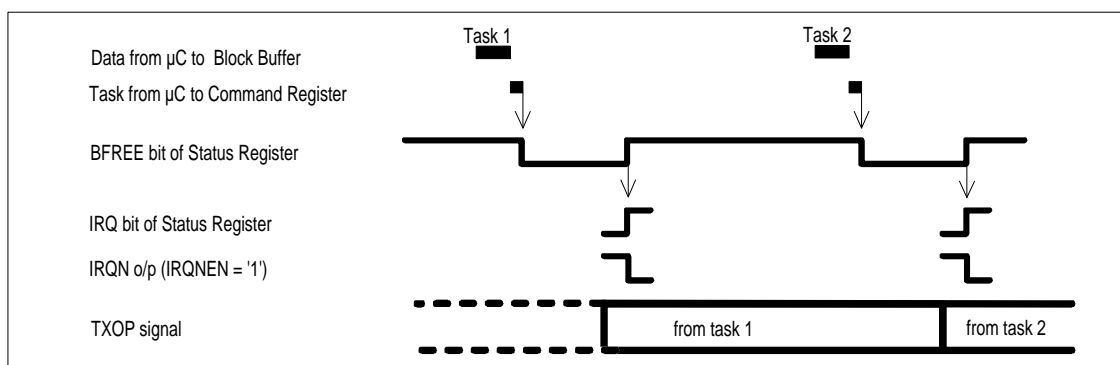 Task 1 Task 2
Data from µC to Block Buffer
Task from µC to Command Register
BFREE bit of Status Register
IRQ bit of Status Register
IRQN o/p (IRQNEN = '1')
TXOP signal from task 1 from task 2